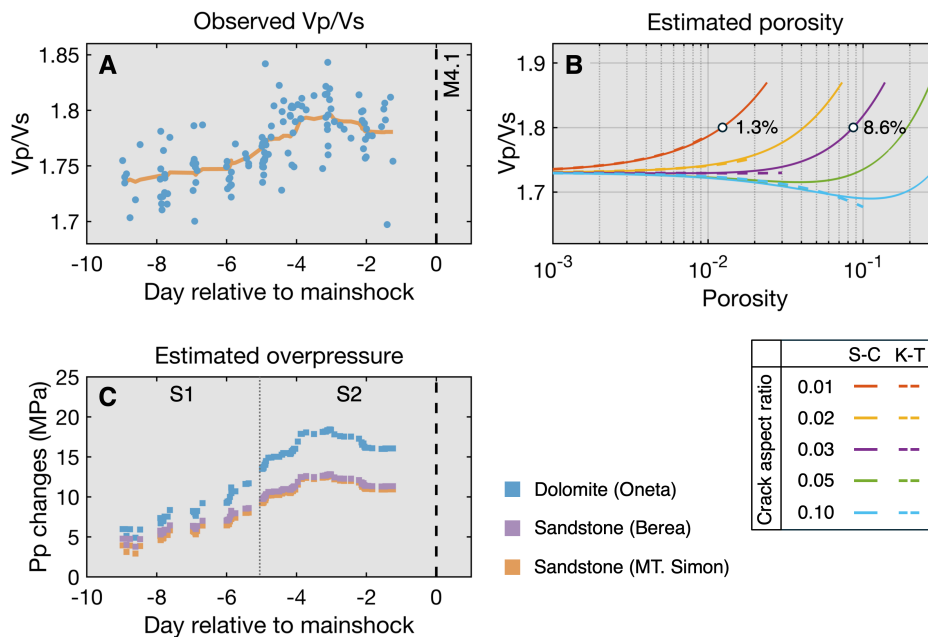 Observed Vp/Vs
A
M4.1
Vp/Vs
1.85
1.8
1.75
1.7
-10 -8 -6 -4 -2 0
Day relative to mainshock
Estimated porosity
B
1.3%
8.6%
Vp/Vs
1.9
1.8
1.7
10-3 10-2 10-1
Porosity
Estimated overpressure
C
S1 S2
Pp changes (MPa)
25
20
15
10
5
0
-10 -8 -6 -4 -2 0
Day relative to mainshock
Dolomite (Oneta)
Sandstone (Berea)
Sandstone (MT. Simon)
Crack aspect ratio
S-C K-T
0.01
0.02
0.03
0.05
0.10